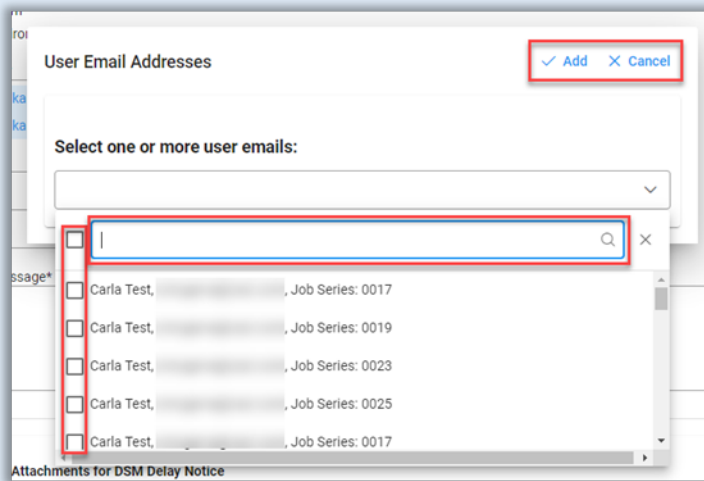 User Email Addresses
Add Cancel
Select one or more user emails:
Carla Test, , Job Series: 0017
Carla Test, , Job Series: 0019
Carla Test, , Job Series: 0023
Carla Test, , Job Series: 0025
Carla Test, , Job Series: 0017
ssage*
Attachments for DSM Delay Notice